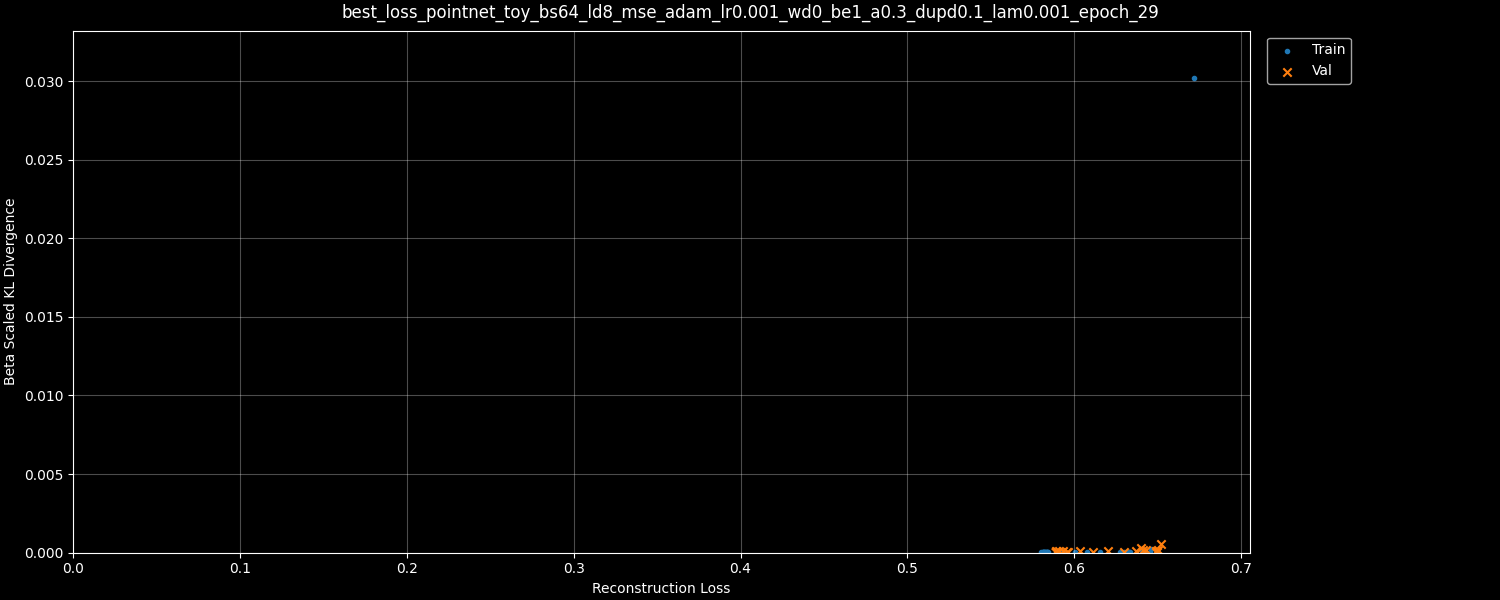 best_loss_pointnet_toy_bs64_ld8_mse_adam_lr0.001_wd0_be1_a0.3_dupd0.1_lam0.001_epoch_29
Train
Val
Beta Scaled KL Divergence
0.030
0.025
0.020
0.015
0.010
0.005
0.000
0.0 0.1 0.2 0.3 0.4 0.5 0.6 0.7
Reconstruction Loss